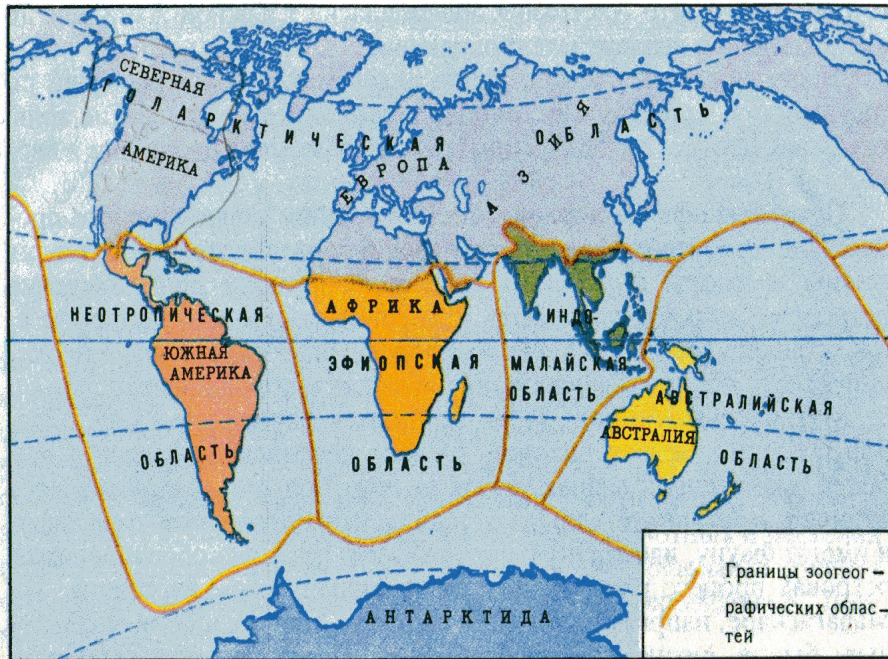 СЕВЕРНАЯ
ГОЛАРКТИЧЕСКАЯ ОБЛАСТЬ
АМЕРИКА
ЕВРОПА
АЗИЯ
НЕОТРОПИЧЕСКАЯ
ОБЛАСТЬ
ЮЖНАЯ
АМЕРИКА
АФРИКА
ЭФИОПСКАЯ
ОБЛАСТЬ
ИНДО-
МАЛАЙСКАЯ
ОБЛАСТЬ
АВСТРАЛИЙСКАЯ
ОБЛАСТЬ
АВСТРАЛИЯ
АНТАРКТИДА
Границы зоогеог-
рафических облас-
тей